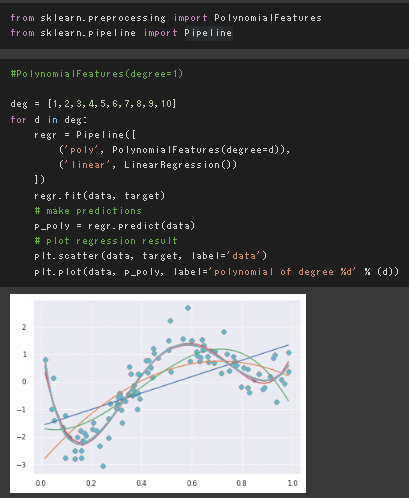 from sklearn.preprocessing import PolynomialFeatures
from sklearn.pipeline import Pipeline
#PolynomialFeatures(degree=1)
deg = [1,2,3,4,5,6,7,8,9,10]
for d in deg:
    regr = Pipeline([
        ('poly', PolynomialFeatures(degree=d)),
        ('linear', LinearRegression())
    ])
    regr.fit(data, target)
    # make predictions
    p_poly = regr.predict(data)
    # plot regression result
    plt.scatter(data, target, label='data')
    plt.plot(data, p_poly, label='polynomial of degree %d' % (d))
2
1
0
−1
−2
−3
0.0 0.2 0.4 0.6 0.8 1.0